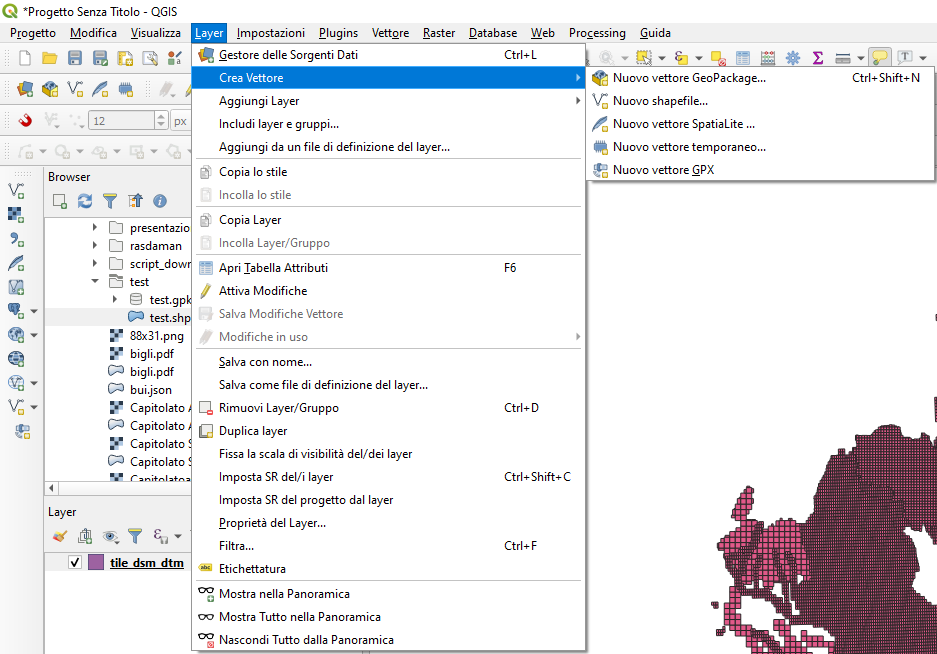 *Progetto Senza Titolo - QGIS
Progetto Modifica Visualizza Layer Impostazioni Plugins Vettore Raster Database Web Processing Guida
Gestore delle Sorgenti Dati Ctrl+L
Crea Vettore
Nuovo vettore GeoPackage... Ctrl+Shift+N
Aggiungi Layer
Nuovo shapefile...
12 px
Includi layer e gruppi...
Nuovo vettore SpatiaLite ...
Aggiungi da un file di definizione del layer...
Nuovo vettore temporaneo...
Nuovo vettore GPX
Browser
Copia lo stile
Incolla lo stile
Copia Layer
presentazio
Incolla Layer/Gruppo
rasdaman
script_down
Apri Tabella Attributi F6
test
Attiva Modifiche
test.gpk
Salva Modifiche Vettore
test.shp
Modifiche in uso
88x31.png
bigli.pdf
Salva con nome...
bigli.pdf
Salva come file di definizione del layer...
bui.json
Rimuovi Layer/Gruppo Ctrl+D
Capitolato A
Duplica layer
Capitolato A
Capitolato S
Fissa la scala di visibilità del/dei layer
Capitolato S
Imposta SR del/i layer Ctrl+Shift+C
Capitolatoa
Imposta SR del progetto dal layer
Layer
Proprietà del Layer...
Filtra... Ctrl+F
tile_dsm_dtm
abc Etichettatura
Mostra nella Panoramica
Mostra Tutto nella Panoramica
Nascondi Tutto dalla Panoramica